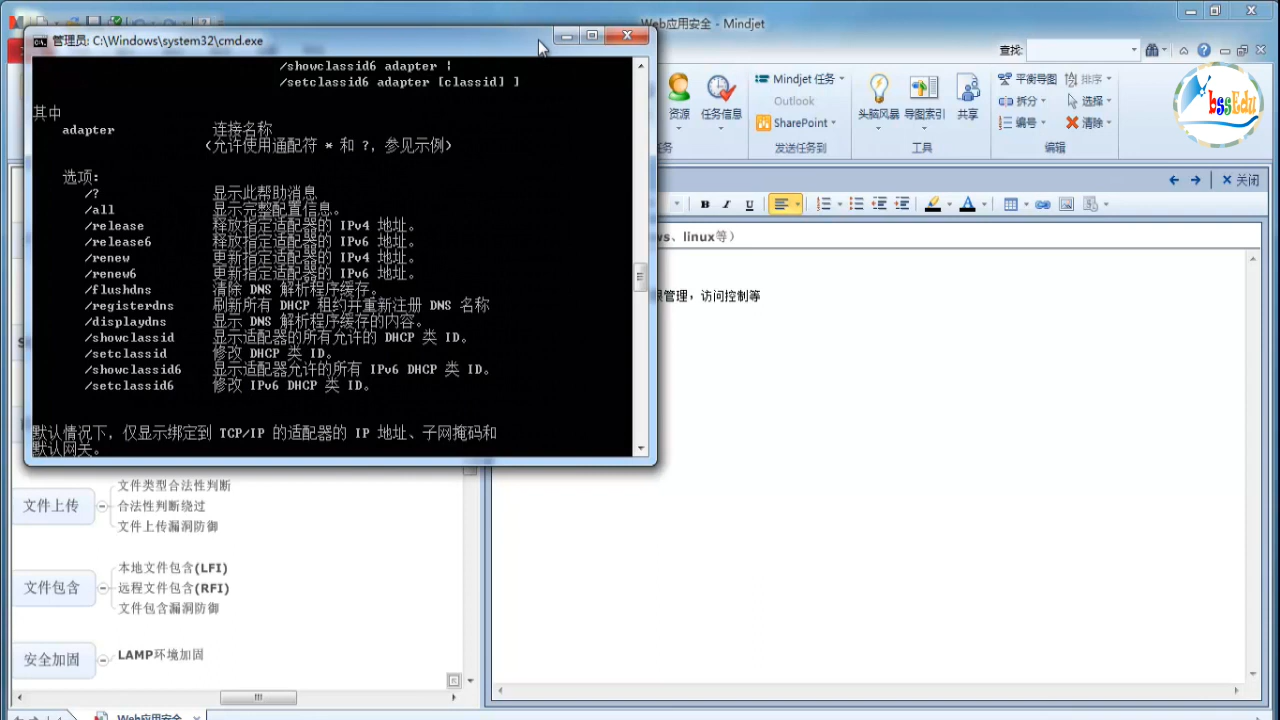 Web应用安全 - Mindjet
管理员: C:\Windows\system32\cmd.exe
查找:
/showclassid6 adapter |
/setclassid6 adapter [classid] ]
其中
adapter 连接名称
(允许使用通配符 * 和 ?, 参见示例)
选项:
/? 显示此帮助消息
/all 显示完整配置信息。
/release 释放指定适配器的 IPv4 地址。
/release6 释放指定适配器的 IPv6 地址。
/renew 更新指定适配器的 IPv4 地址。
/renew6 更新指定适配器的 IPv6 地址。
/flushdns 清除 DNS 解析程序缓存。
/registerdns 刷新所有 DHCP 租约并重新注册 DNS 名称
/displaydns 显示 DNS 解析程序缓存的内容。
/showclassid 显示适配器的所有允许的 DHCP 类 ID。
/setclassid 修改 DHCP 类 ID。
/showclassid6 显示适配器允许的所有 IPv6 DHCP 类 ID。
/setclassid6 修改 IPv6 DHCP 类 ID。
默认情况下, 仅显示绑定到 TCP/IP 的适配器的 IP 地址、子网掩码和
默认网关。
资源
任务信息
Mindjet 任务
Outlook
SharePoint
发送任务到
头脑风暴
导图索引
共享
工具
平衡导图
拆分
编号
排序
选择
清除
编辑
bssEdu
关闭
B I U
linux等）
管理，访问控制等
文件上传
文件类型合法性判断
合法性判断绕过
文件上传漏洞防御
文件包含
本地文件包含(LFI)
远程文件包含(RFI)
文件包含漏洞防御
安全加固
LAMP环境加固
Web应用安全